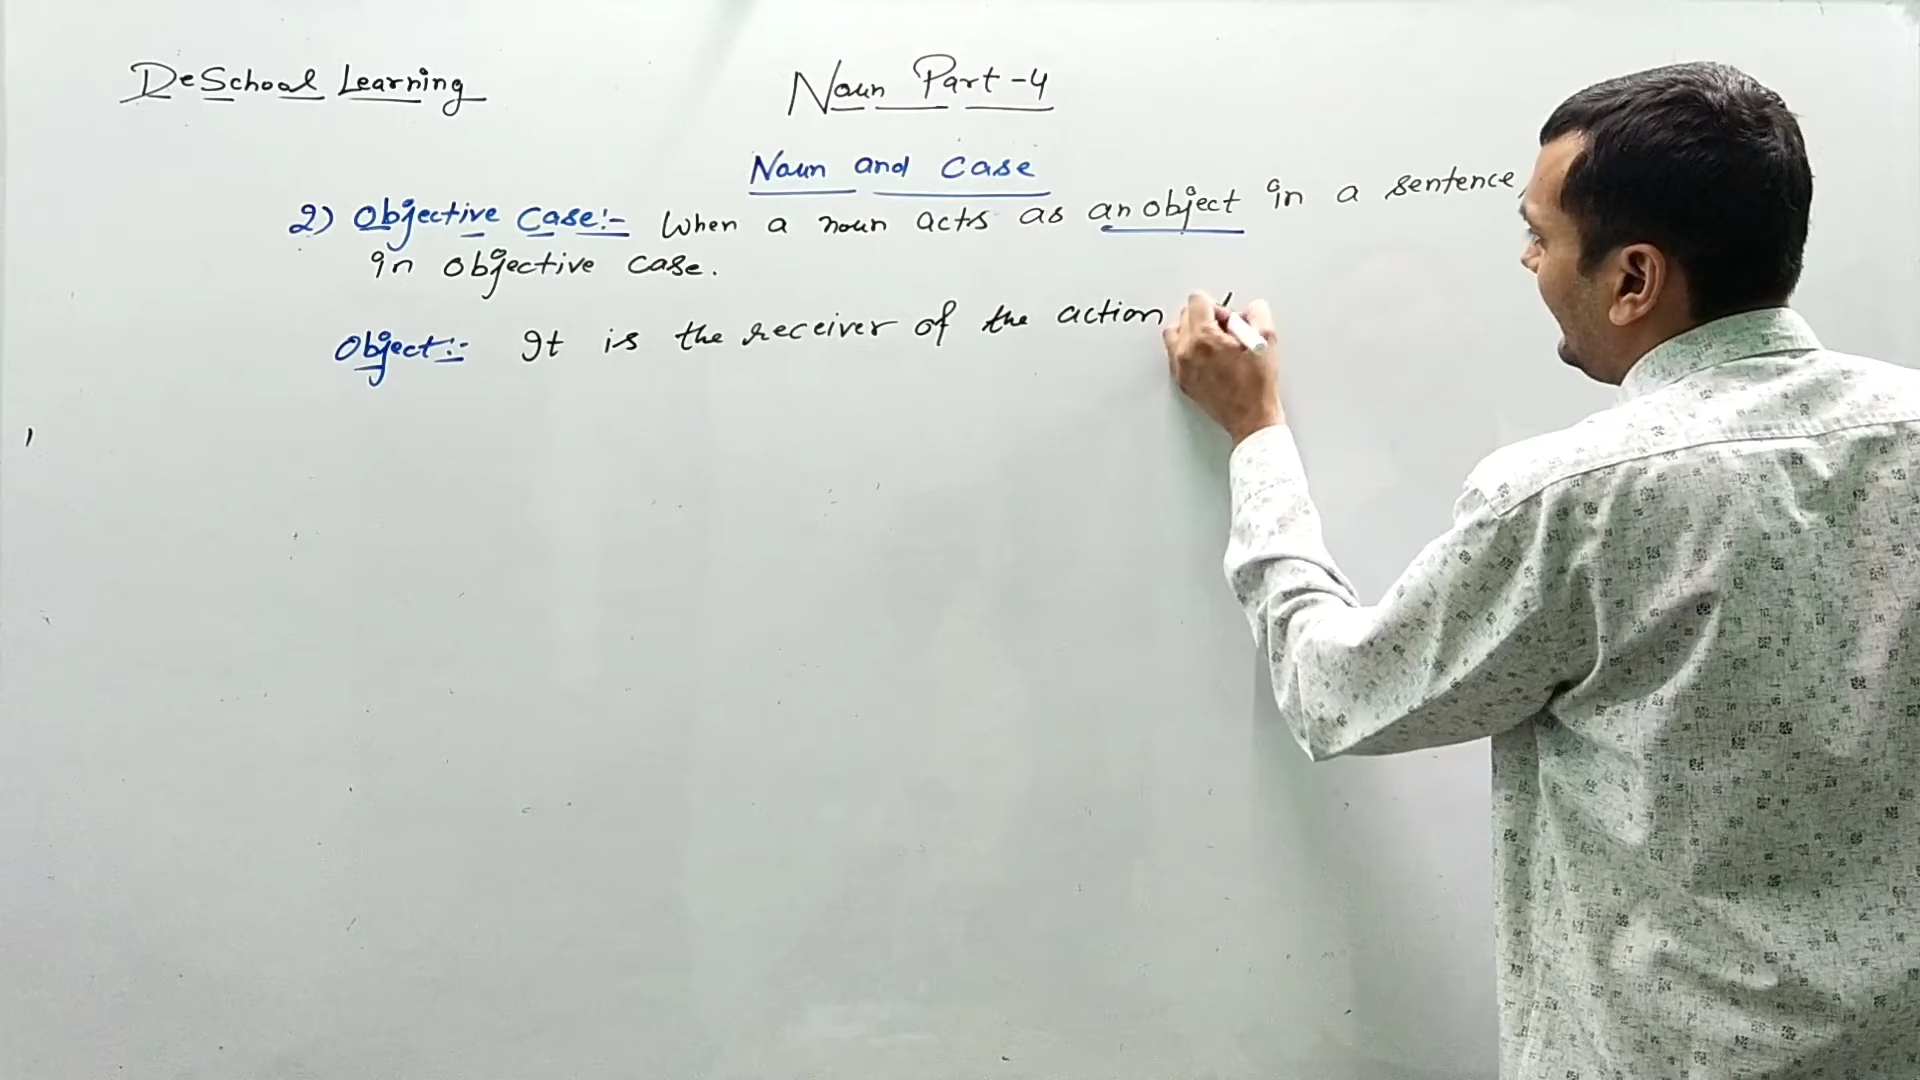 DeSchool Learning
Noun Part-4
Noun and Case
2) Objective Case:- When a noun acts as an object in a sentence,
in objective case.
Object:- It is the receiver of the action